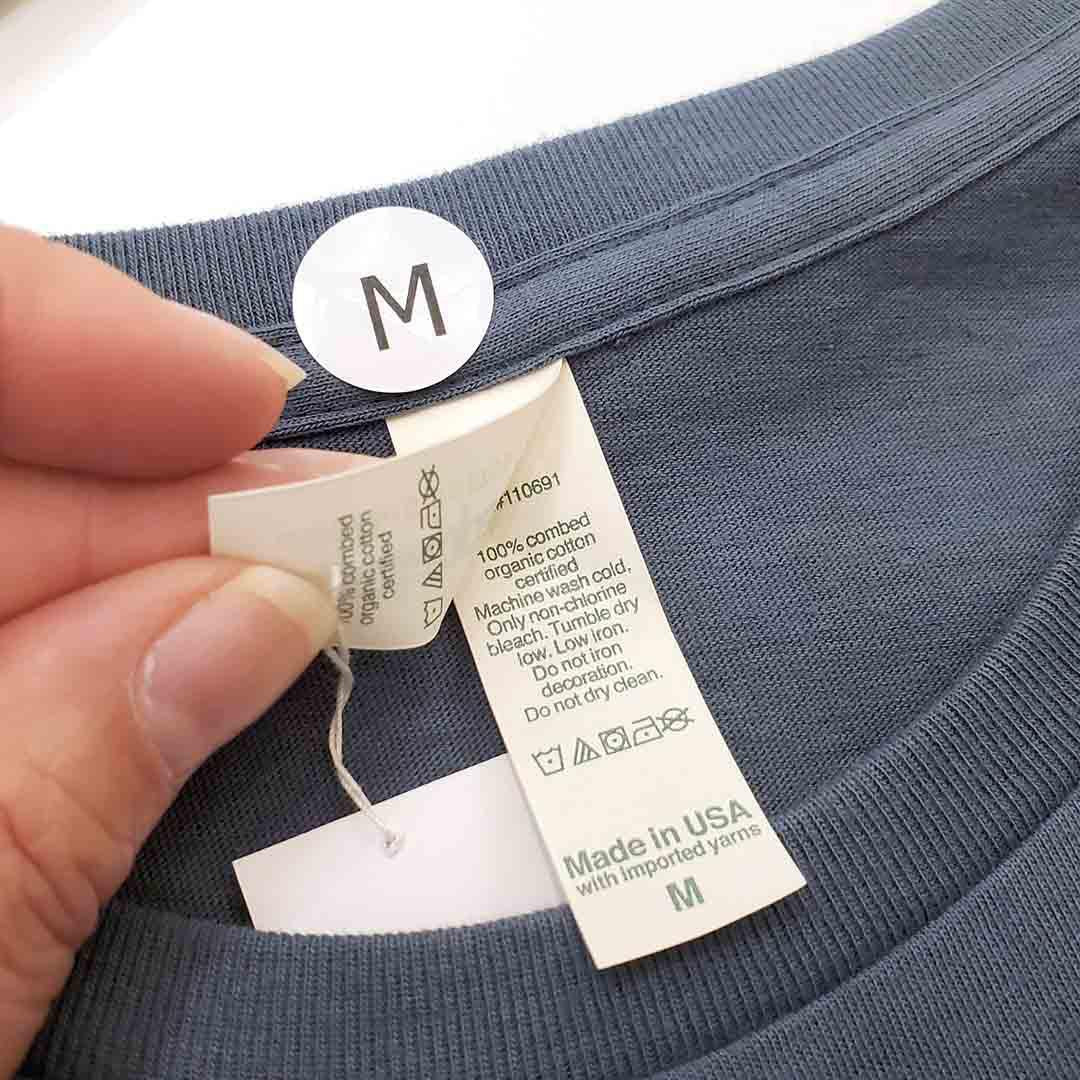 M
#110691
100% combed
organic cotton
certified
Machine wash cold.
Only non-chlorine
bleach. Tumble dry
low. Low iron.
Do not iron
decoration.
Do not dry clean.
Made in USA
with imported yarns
M
00% combed
organic cotton
certified